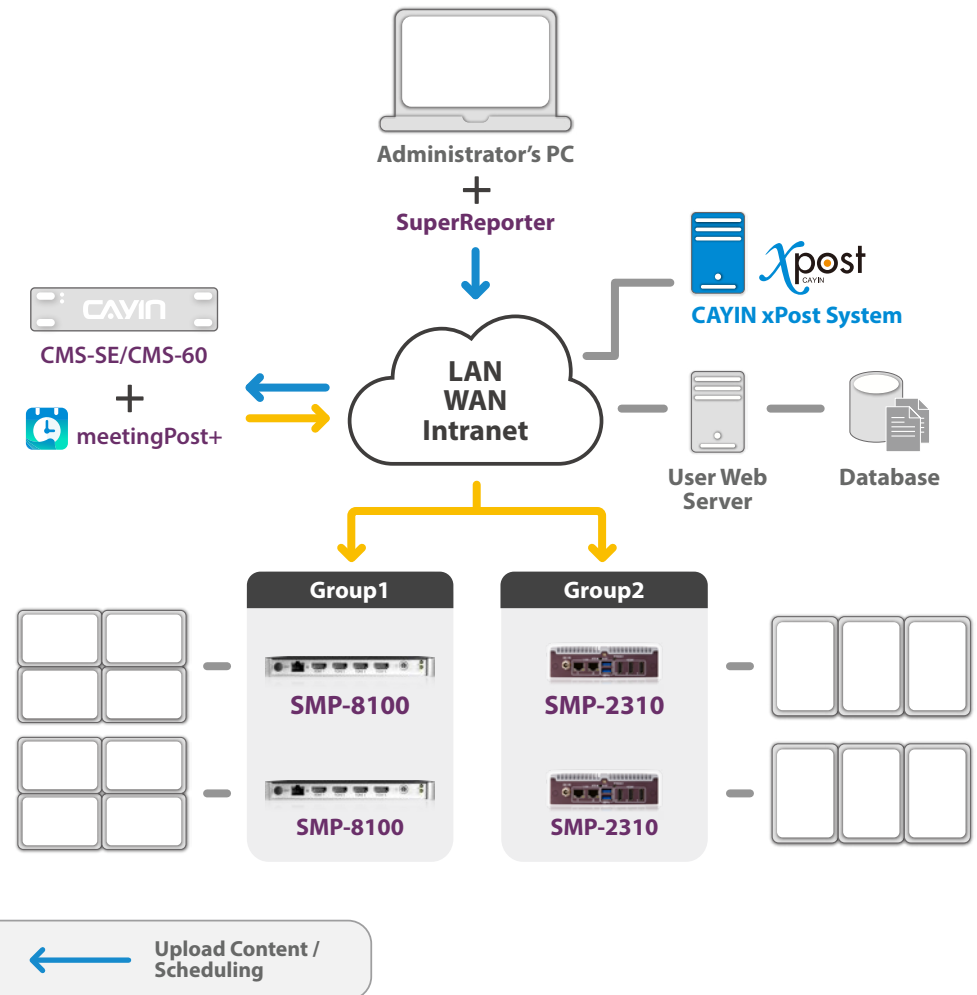 Administrator's PC
+
SuperReporter
Xpost
CAYIN
CAYIN xPost System
CAYIN
CMS-SE/CMS-60
+
meetingPost+
LAN
WAN
Intranet
User Web
Server
Database
Group1
Group2
SMP-8100
SMP-2310
SMP-8100
SMP-2310
Upload Content /
Scheduling